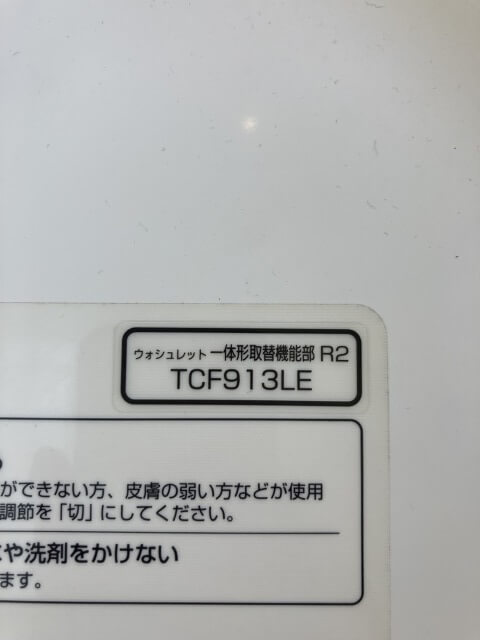 ウォシュレット 一体形取替機能部 R2
TCF913LE
ができない方、皮膚の弱い方などが使用
調節を「切」にしてください。
や洗剤をかけない
ます。